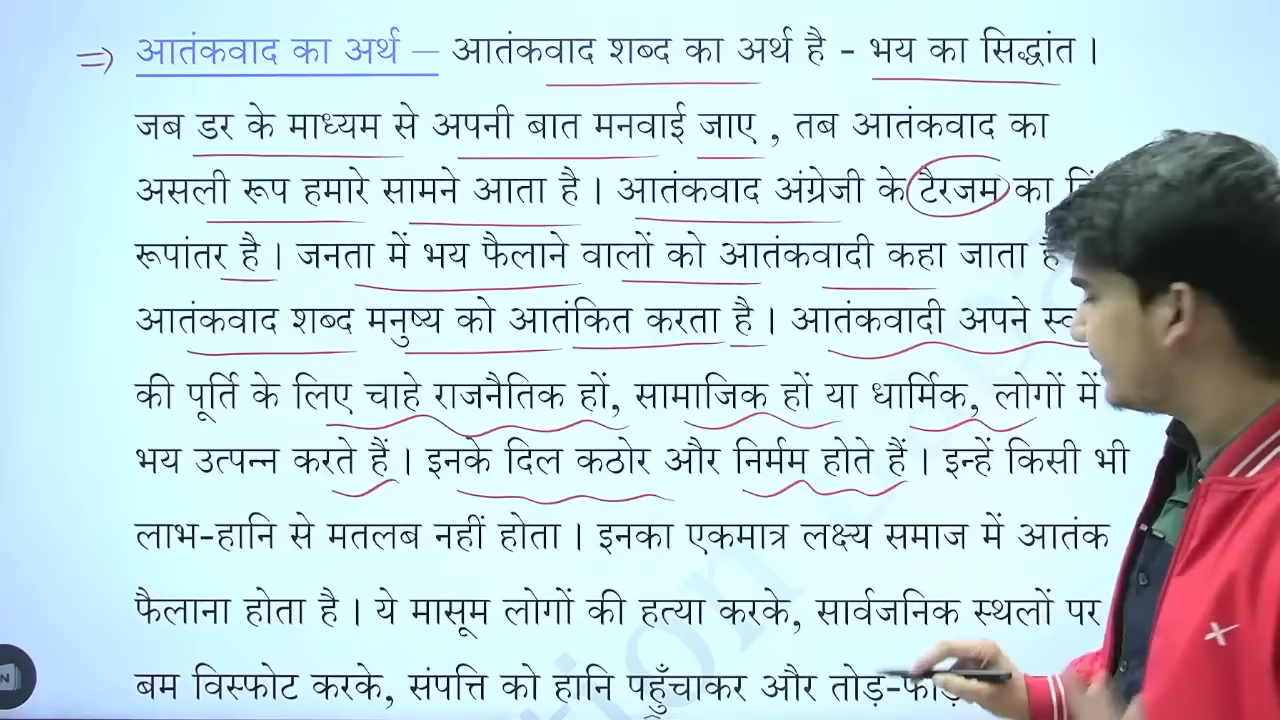 ⇒ आतंकवाद का अर्थ – आतंकवाद शब्द का अर्थ है - भय का सिद्धांत ।
जब डर के माध्यम से अपनी बात मनवाई जाए , तब आतंकवाद का
असली रूप हमारे सामने आता है । आतंकवाद अंग्रेजी के टैरजम का
रूपांतर है । जनता में भय फैलाने वालों को आतंकवादी कहा जाता
आतंकवाद शब्द मनुष्य को आतंकित करता है । आतंकवादी अपने
की पूर्ति के लिए चाहे राजनैतिक हों, सामाजिक हों या धार्मिक, लोगों में
भय उत्पन्न करते हैं । इनके दिल कठोर और निर्मम होते हैं । इन्हें किसी भी
लाभ-हानि से मतलब नहीं होता । इनका एकमात्र लक्ष्य समाज में आतंक
फैलाना होता है । ये मासूम लोगों की हत्या करके, सार्वजनिक स्थलों पर
बम विस्फोट करके, संपत्ति को हानि पहुँचाकर और